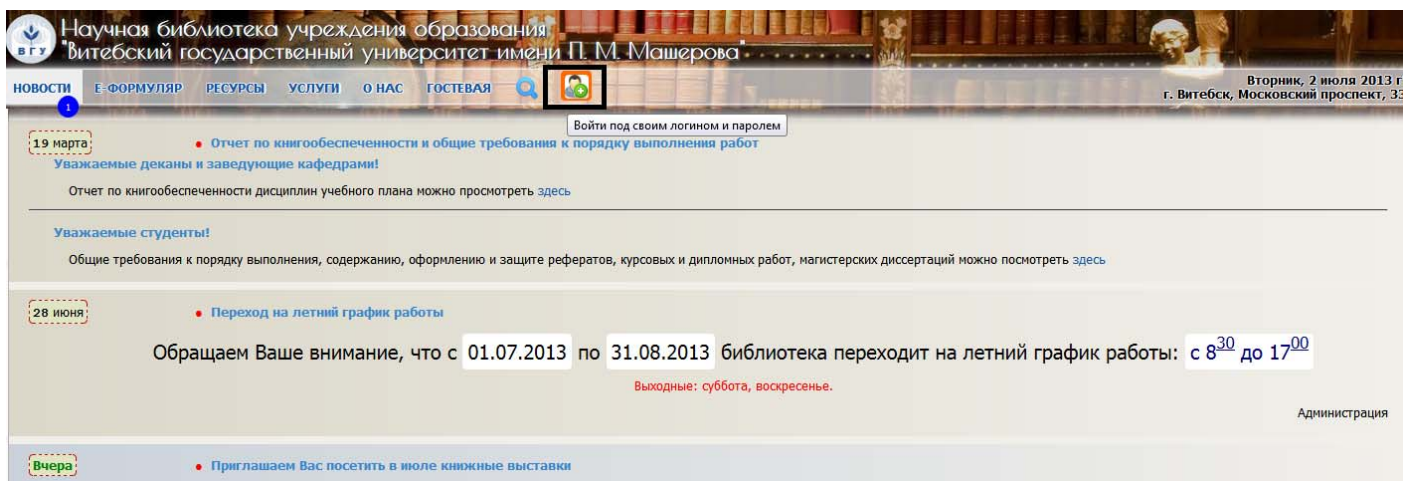 Научная библиотека учреждения образования
"Витебский государственный университет имени П. М. Машерова"
ВГУ
НОВОСТИ Е-ФОРМУЛЯР РЕСУРСЫ УСЛУГИ О НАС ГОСТЕВАЯ
1
Вторник, 2 июля 2013 г
г. Витебск, Московский проспект, 33
Войти под своим логином и паролем
19 марта • Отчет по книгообеспеченности и общие требования к порядку выполнения работ
Уважаемые деканы и заведующие кафедрами!
Отчет по книгообеспеченности дисциплин учебного плана можно просмотреть здесь
Уважаемые студенты!
Общие требования к порядку выполнения, содержанию, оформлению и защите рефератов, курсовых и дипломных работ, магистерских диссертаций можно посмотреть здесь
28 июня • Переход на летний график работы
Обращаем Ваше внимание, что с 01.07.2013 по 31.08.2013 библиотека переходит на летний график работы: с 8³⁰ до 17⁰⁰
Выходные: суббота, воскресенье.
Администрация
Вчера • Приглашаем Вас посетить в июле книжные выставки